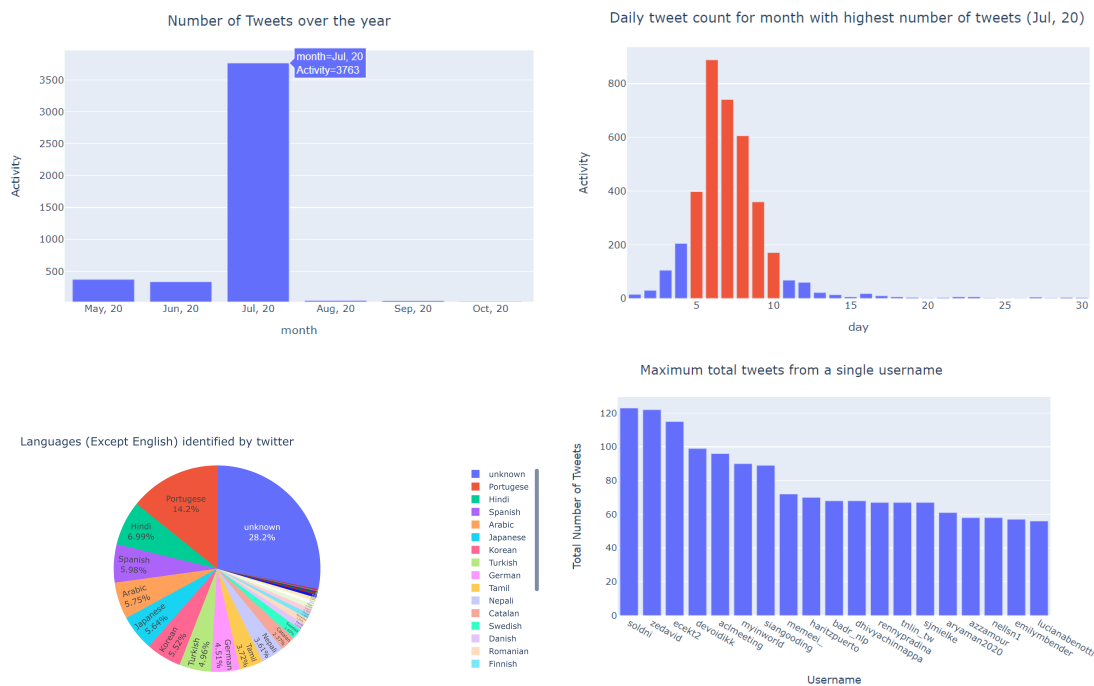 Number of Tweets over the year
Activity
3500
3000
2500
2000
1500
1000
500
month=Jul, 20
Activity=3763
May, 20 Jun, 20 Jul, 20 Aug, 20 Sep, 20 Oct, 20
month
Daily tweet count for month with highest number of tweets (Jul, 20)
Activity
800
600
400
200
0
5 10 15 20 25 30
day
Languages (Except English) identified by twitter
unknown
28.2%
Portugese
14.2%
Hindi
6.99%
Spanish
5.98%
Arabic
5.75%
Japanese
5.64%
Korean
5.52%
Turkish
4.96%
German
4.51%
Tamil
3.72%
Nepali
3.61%
Catalan
unknown
Portugese
Hindi
Spanish
Arabic
Japanese
Korean
Turkish
German
Tamil
Nepali
Catalan
Swedish
Danish
Romanian
Finnish
Maximum total tweets from a single username
Total Number of Tweets
120
100
80
60
40
20
0
soldni zedavid ecekt2 devoidikk aclmeeting myinworld siangooding memeei_ haritzpuerto badr_nlp dhivyachinnappa rennypradina tnlin_tw sjmielke aryaman2020 azzamour neilsn1 emilymbender lucianabenotti
Username